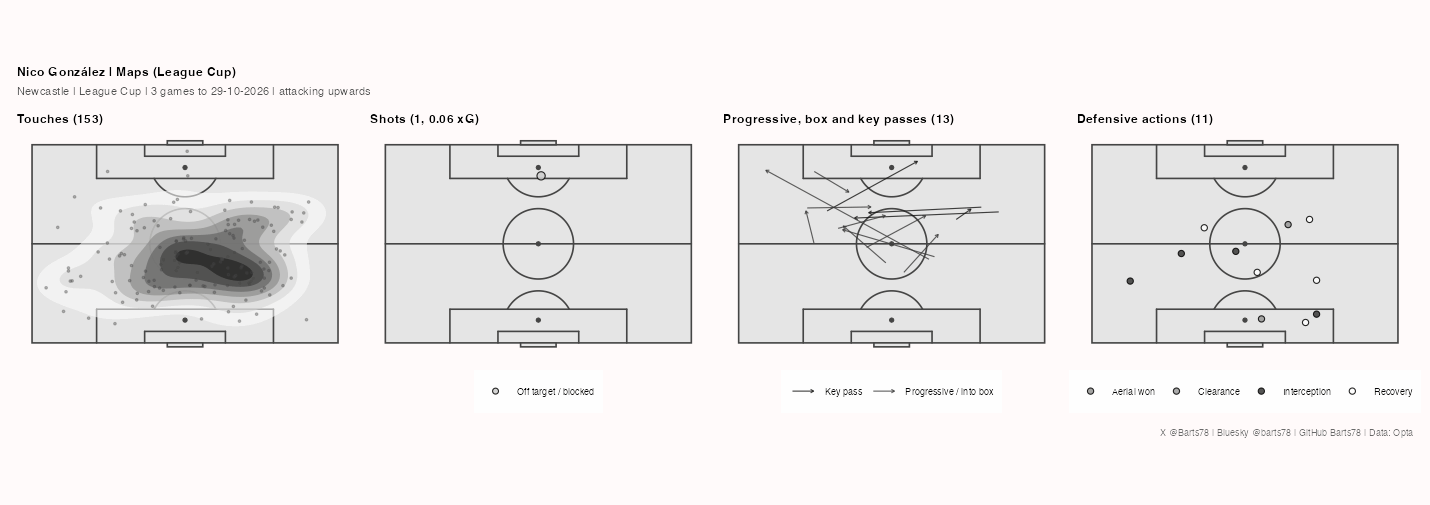 Nico González | Maps (League Cup)
Newcastle | League Cup | 3 games to 29-10-2026 | attacking upwards
Touches (153)
Shots (1, 0.06 xG)
Progressive, box and key passes (13)
Defensive actions (11)
Off target / blocked
Key pass
Progressive / into box
Aerial won
Clearance
Interception
Recovery
X @Barts78 | Bluesky @barts78 | GitHub Barts78 | Data: Opta